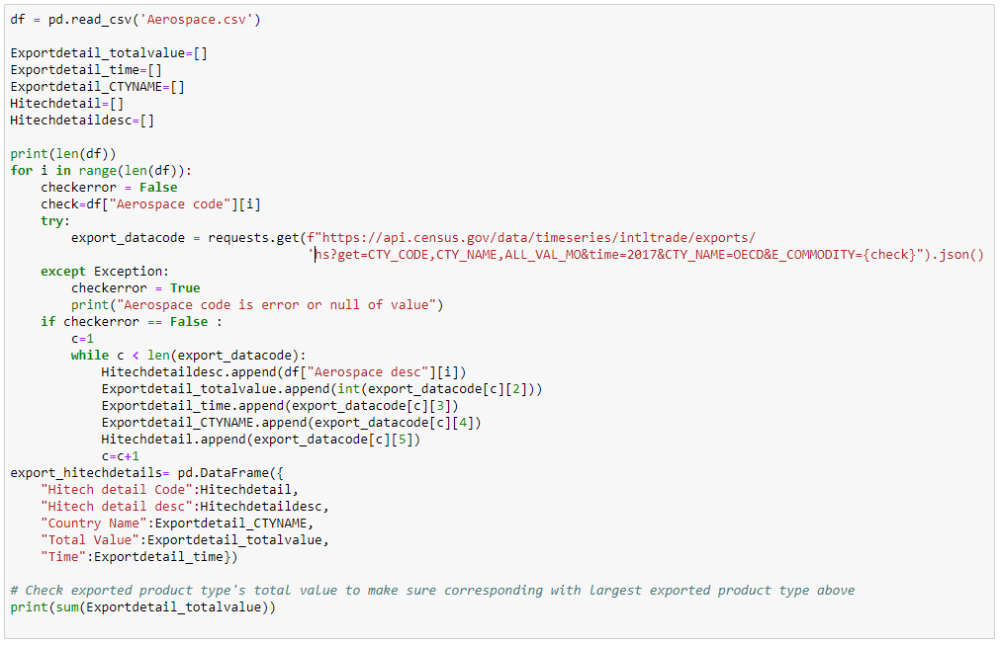 df = pd.read_csv('Aerospace.csv')

Exportdetail_totalvalue=[]
Exportdetail_time=[]
Exportdetail_CTYNAME=[]
Hitechdetail=[]
Hitechdetaildesc=[]

print(len(df))
for i in range(len(df)):
    checkerror = False
    check=df["Aerospace code"][i]
    try:
        export_datacode = requests.get(f"https://api.census.gov/data/timeseries/intltrade/exports/
                                        'hs?get=CTY_CODE,CTY_NAME,ALL_VAL_MO&time=2017&CTY_NAME=OECD&E_COMMODITY={check}").json()
    except Exception:
        checkerror = True
        print("Aerospace code is error or null of value")
    if checkerror == False :
        c=1
        while c < len(export_datacode):
            Hitechdetaildesc.append(df["Aerospace desc"][i])
            Exportdetail_totalvalue.append(int(export_datacode[c][2]))
            Exportdetail_time.append(export_datacode[c][3])
            Exportdetail_CTYNAME.append(export_datacode[c][4])
            Hitechdetail.append(export_datacode[c][5])
            c=c+1
export_hitechdetails= pd.DataFrame({
    "Hitech detail Code":Hitechdetail,
    "Hitech detail desc":Hitechdetaildesc,
    "Country Name":Exportdetail_CTYNAME,
    "Total Value":Exportdetail_totalvalue,
    "Time":Exportdetail_time})

# Check exported product type's total value to make sure corresponding with largest exported product type above
print(sum(Exportdetail_totalvalue))